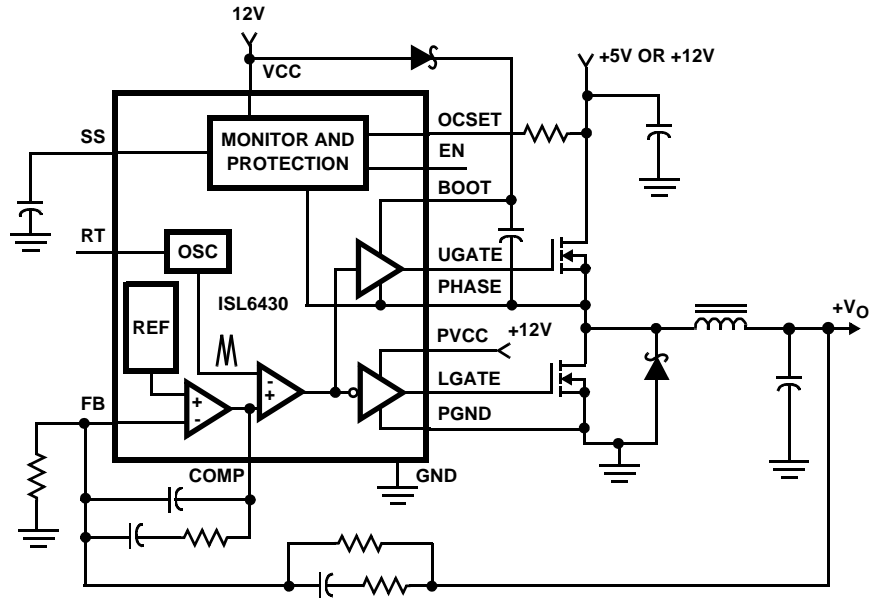 12V
VCC
+5V OR +12V
SS
MONITOR AND
PROTECTION
OCSET
EN
BOOT
RT
OSC
UGATE
ISL6430
PHASE
REF
+VO
PVCC
+12V
-
+
LGATE
FB
+
-
PGND
COMP
GND